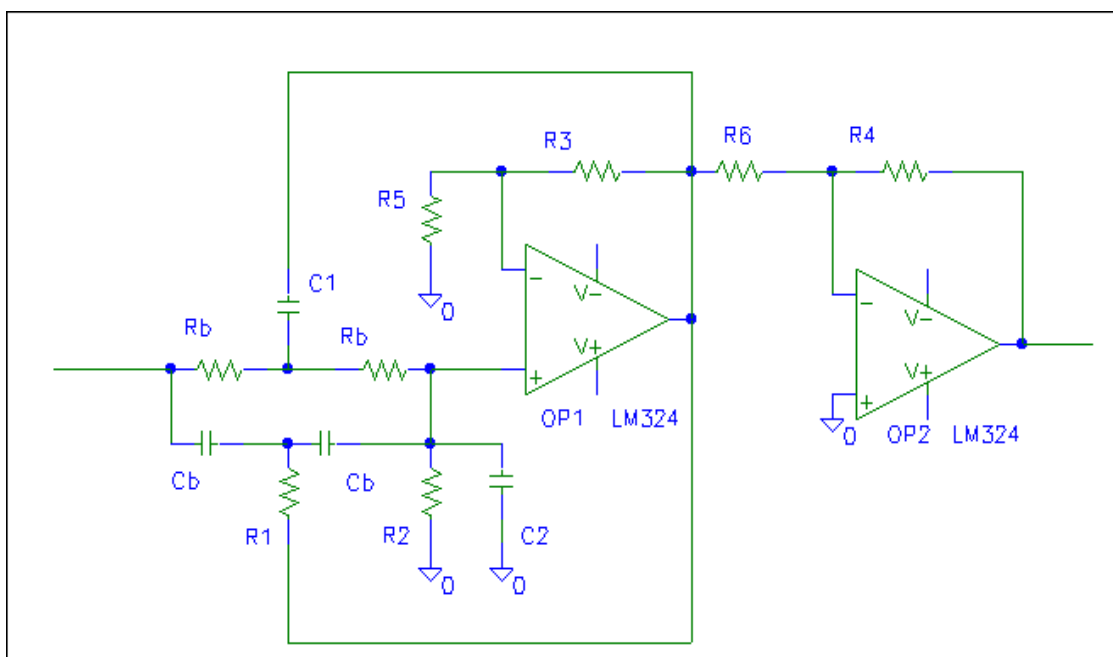 R3
R6
R4
R5
C1
0
−
V−
V+
+
−
V−
V+
+
Rb
Rb
OP1
LM324
0
OP2
LM324
Cb
Cb
R1
R2
C2
0
0